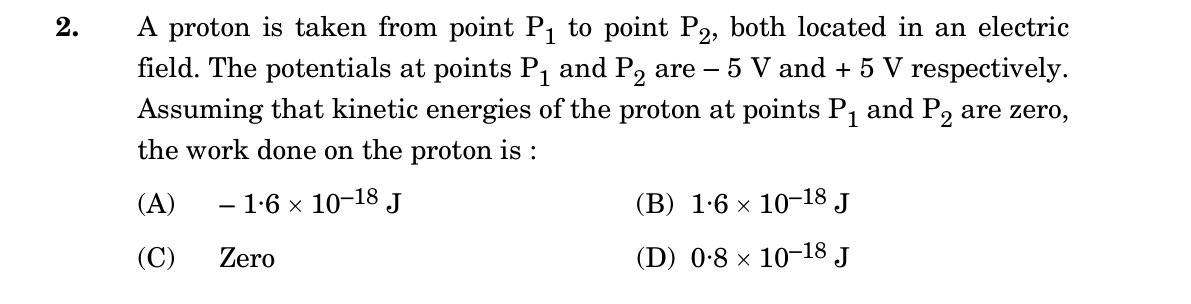 2. A proton is taken from point P₁ to point P₂, both located in an electric
field. The potentials at points P₁ and P₂ are – 5 V and + 5 V respectively.
Assuming that kinetic energies of the proton at points P₁ and P₂ are zero,
the work done on the proton is :
(A) – 1·6 × 10⁻¹⁸ J (B) 1·6 × 10⁻¹⁸ J
(C) Zero (D) 0·8 × 10⁻¹⁸ J